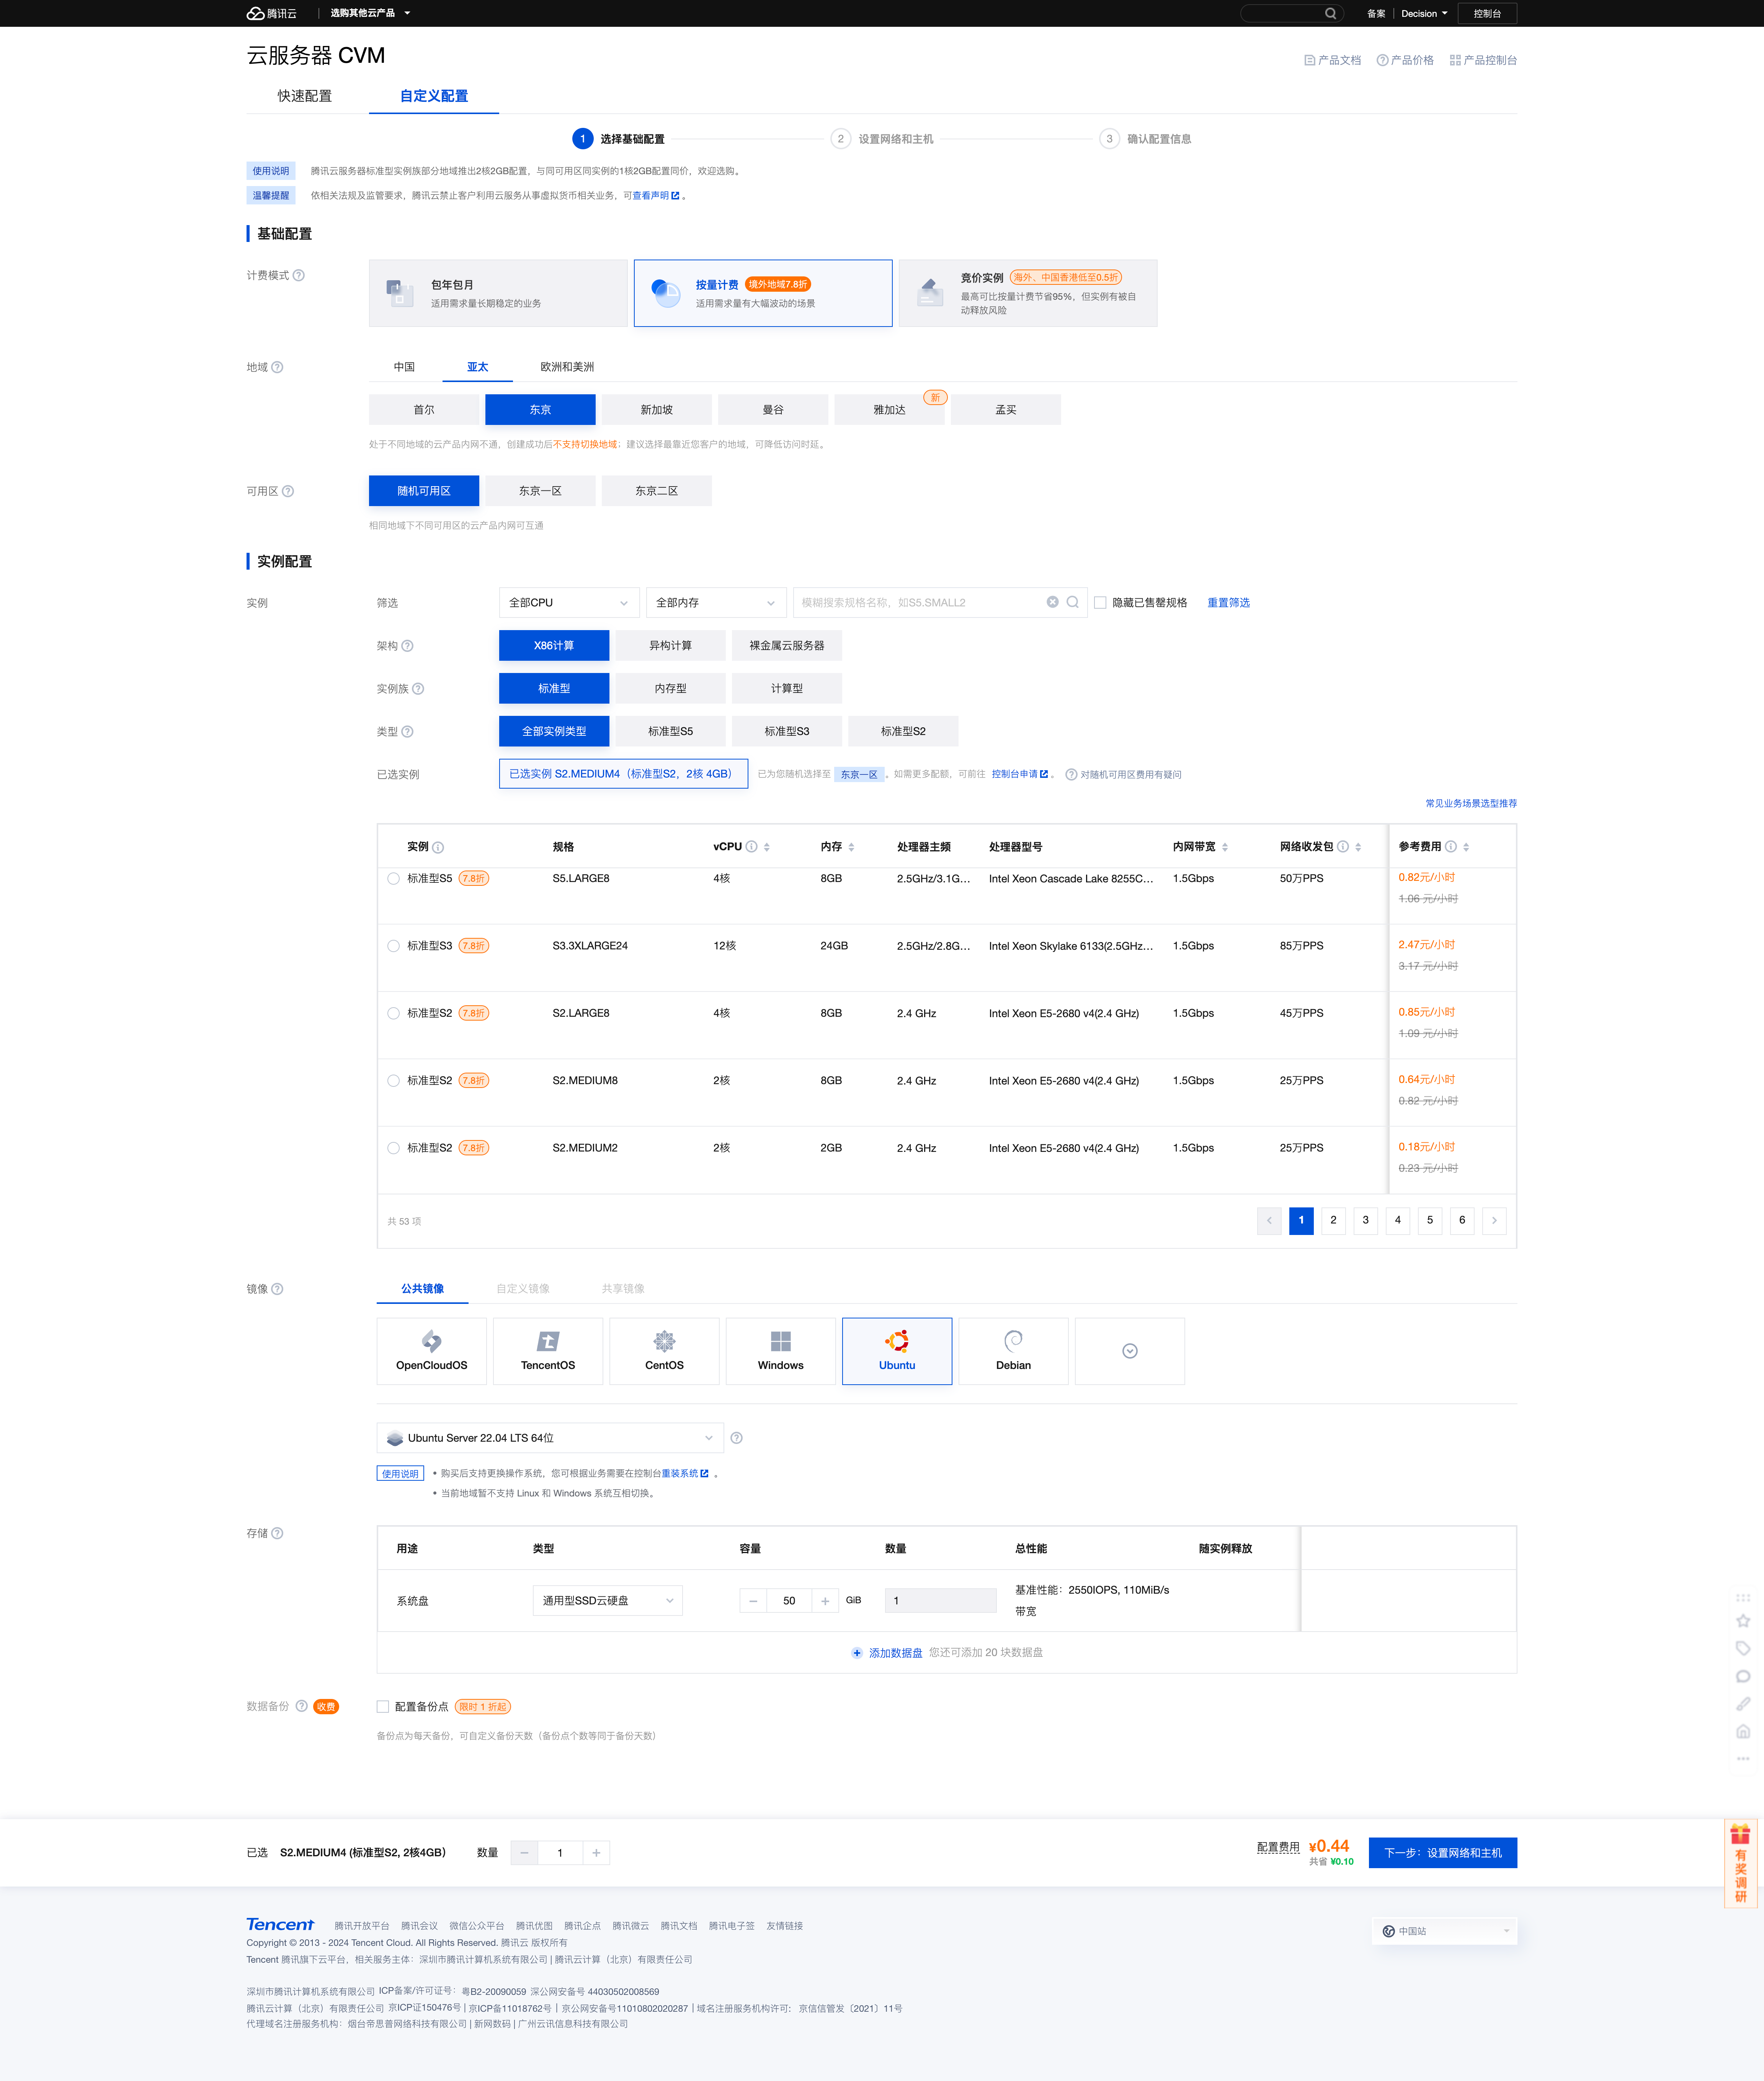 腾讯云
选购其他云产品
备案
Decision
控制台
云服务器 CVM
产品文档
产品价格
产品控制台
快速配置
自定义配置
1 选择基础配置
2 设置网络和主机
3 确认配置信息
使用说明 腾讯云服务器标准型实例族部分地域推出2核2GB配置，与同可用区同实例的1核2GB配置同价，欢迎选购。
温馨提醒 依相关法规及监管要求，腾讯云禁止客户利用云服务从事虚拟货币相关业务，可查看声明 。
基础配置
计费模式
包年包月
适用需求量长期稳定的业务
按量计费 境外地域7.8折
适用需求量有大幅波动的场景
竞价实例 海外、中国香港低至0.5折
最高可比按量计费节省95%，但实例有被自
动释放风险
地域
中国 亚太 欧洲和美洲
首尔 东京 新加坡 曼谷 雅加达 新 孟买
处于不同地域的云产品内网不通，创建成功后不支持切换地域；建议选择最靠近您客户的地域，可降低访问时延。
可用区
随机可用区 东京一区 东京二区
相同地域下不同可用区的云产品内网可互通
实例配置
实例
筛选 全部CPU 全部内存 模糊搜索规格名称，如S5.SMALL2 隐藏已售罄规格 重置筛选
架构 X86计算 异构计算 裸金属云服务器
实例族 标准型 内存型 计算型
类型 全部实例类型 标准型S5 标准型S3 标准型S2
已选实例 已选实例 S2.MEDIUM4（标准型S2，2核 4GB） 已为您随机选择至 东京一区 。如需更多配额，可前往 控制台申请 。 对随机可用区费用有疑问
常见业务场景选型推荐
实例 规格 vCPU 内存 处理器主频 处理器型号 内网带宽 网络收发包 参考费用
标准型S5 7.8折 S5.LARGE8 4核 8GB 2.5GHz/3.1G... Intel Xeon Cascade Lake 8255C... 1.5Gbps 50万PPS 0.82元/小时
1.06 元/小时
标准型S3 7.8折 S3.3XLARGE24 12核 24GB 2.5GHz/2.8G... Intel Xeon Skylake 6133(2.5GHz... 1.5Gbps 85万PPS 2.47元/小时
3.17 元/小时
标准型S2 7.8折 S2.LARGE8 4核 8GB 2.4 GHz Intel Xeon E5-2680 v4(2.4 GHz) 1.5Gbps 45万PPS 0.85元/小时
1.09 元/小时
标准型S2 7.8折 S2.MEDIUM8 2核 8GB 2.4 GHz Intel Xeon E5-2680 v4(2.4 GHz) 1.5Gbps 25万PPS 0.64元/小时
0.82 元/小时
标准型S2 7.8折 S2.MEDIUM2 2核 2GB 2.4 GHz Intel Xeon E5-2680 v4(2.4 GHz) 1.5Gbps 25万PPS 0.18元/小时
0.23 元/小时
共 53 项
1 2 3 4 5 6
镜像
公共镜像 自定义镜像 共享镜像
OpenCloudOS TencentOS CentOS Windows Ubuntu Debian
Ubuntu Server 22.04 LTS 64位
使用说明 • 购买后支持更换操作系统，您可根据业务需要在控制台重装系统 。
• 当前地域暂不支持 Linux 和 Windows 系统互相切换。
存储
用途 类型 容量 数量 总性能 随实例释放
系统盘 通用型SSD云硬盘 50 GiB 1 基准性能：2550IOPS, 110MiB/s
带宽
添加数据盘 您还可添加 20 块数据盘
数据备份 收费 配置备份点 限时 1 折起
备份点为每天备份，可自定义备份天数（备份点个数等同于备份天数）
已选 S2.MEDIUM4 (标准型S2, 2核4GB） 数量 1
配置费用 ¥0.44
共省 ¥0.10
下一步：设置网络和主机
有奖调研
Tencent 腾讯开放平台 腾讯会议 微信公众平台 腾讯优图 腾讯企点 腾讯微云 腾讯文档 腾讯电子签 友情链接
中国站
Copyright © 2013 - 2024 Tencent Cloud. All Rights Reserved. 腾讯云 版权所有
Tencent 腾讯旗下云平台，相关服务主体：深圳市腾讯计算机系统有限公司 | 腾讯云计算（北京）有限责任公司
深圳市腾讯计算机系统有限公司 ICP备案/许可证号：粤B2-20090059 深公网安备号 44030502008569
腾讯云计算（北京）有限责任公司 京ICP证150476号 | 京ICP备11018762号 | 京公网安备号11010802020287 | 域名注册服务机构许可: 京信信管发〔2021〕11号
代理域名注册服务机构：烟台帝思普网络科技有限公司 | 新网数码 | 广州云讯信息科技有限公司